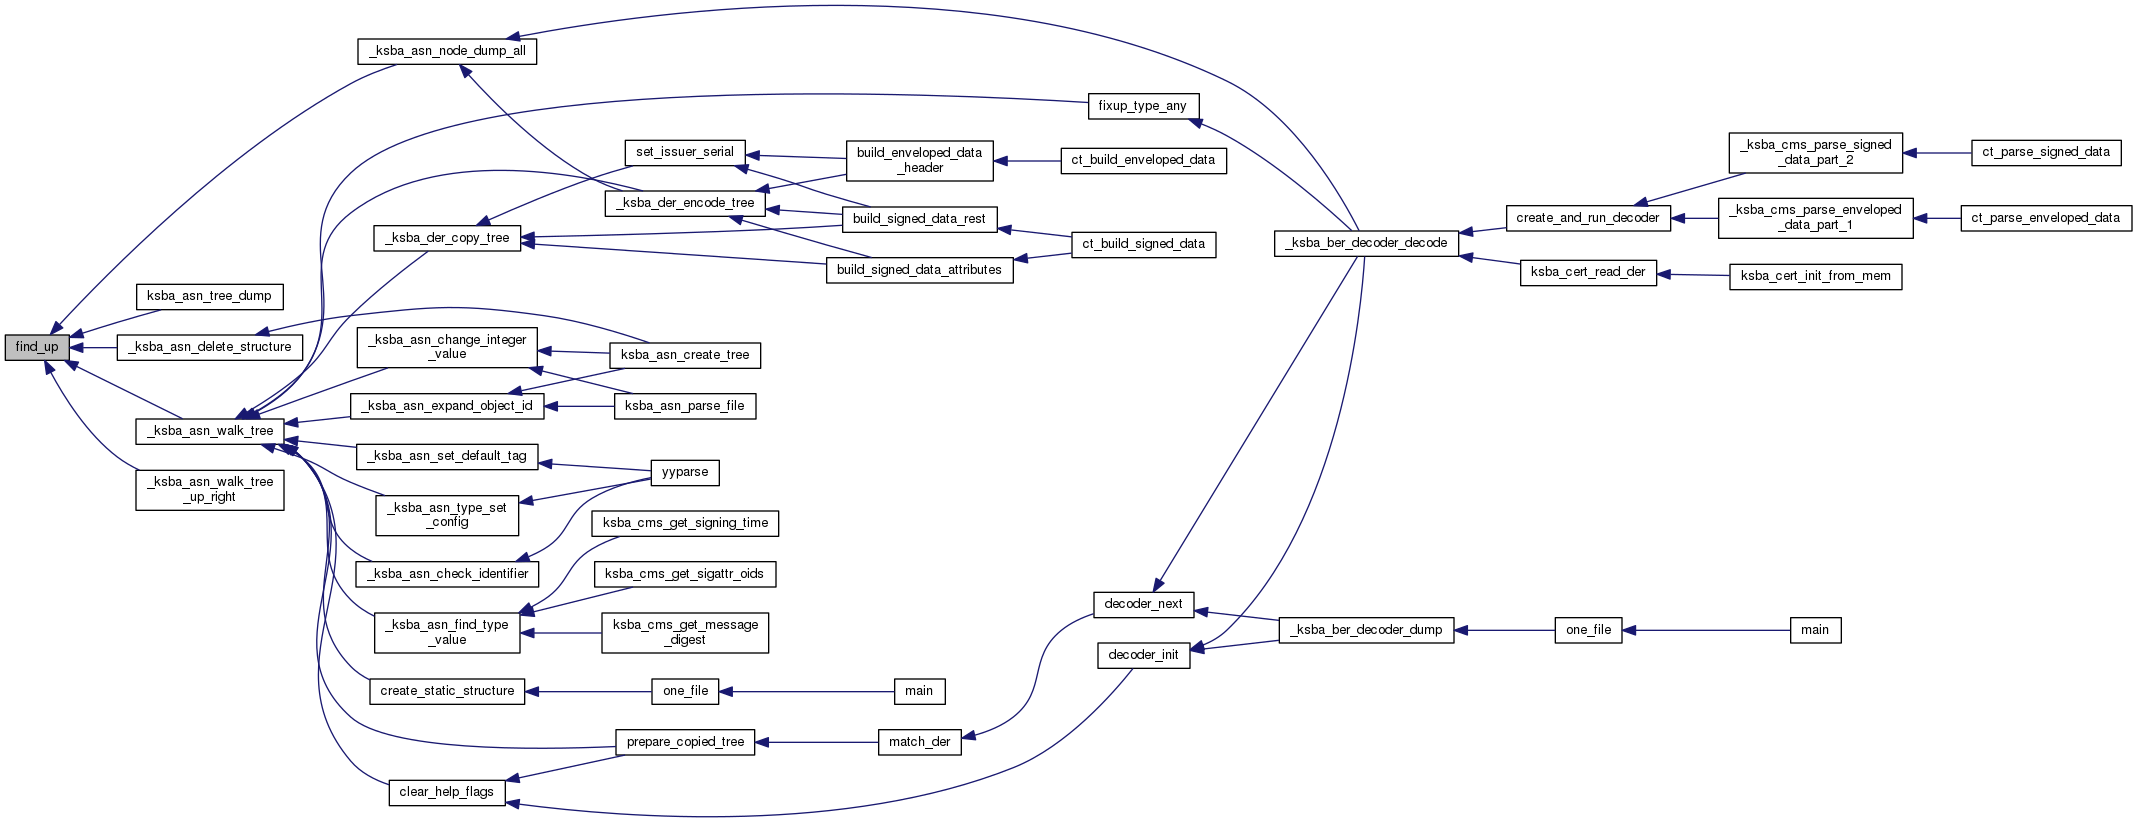 find_up
_ksba_asn_node_dump_all
ksba_asn_tree_dump
_ksba_asn_delete_structure
_ksba_asn_walk_tree
_ksba_asn_walk_tree
_up_right
_ksba_der_copy_tree
_ksba_asn_change_integer
_value
_ksba_asn_expand_object_id
_ksba_asn_set_default_tag
_ksba_asn_type_set
_config
_ksba_asn_check_identifier
_ksba_asn_find_type
_value
create_static_structure
clear_help_flags
set_issuer_serial
_ksba_der_encode_tree
ksba_asn_create_tree
ksba_asn_parse_file
yyparse
ksba_cms_get_signing_time
ksba_cms_get_sigattr_oids
ksba_cms_get_message
_digest
one_file
prepare_copied_tree
build_enveloped_data
_header
build_signed_data_rest
build_signed_data_attributes
main
match_der
fixup_type_any
ct_build_enveloped_data
ct_build_signed_data
decoder_next
decoder_init
_ksba_ber_decoder_decode
_ksba_ber_decoder_dump
create_and_run_decoder
ksba_cert_read_der
one_file
_ksba_cms_parse_signed
_data_part_2
_ksba_cms_parse_enveloped
_data_part_1
ksba_cert_init_from_mem
main
ct_parse_signed_data
ct_parse_enveloped_data